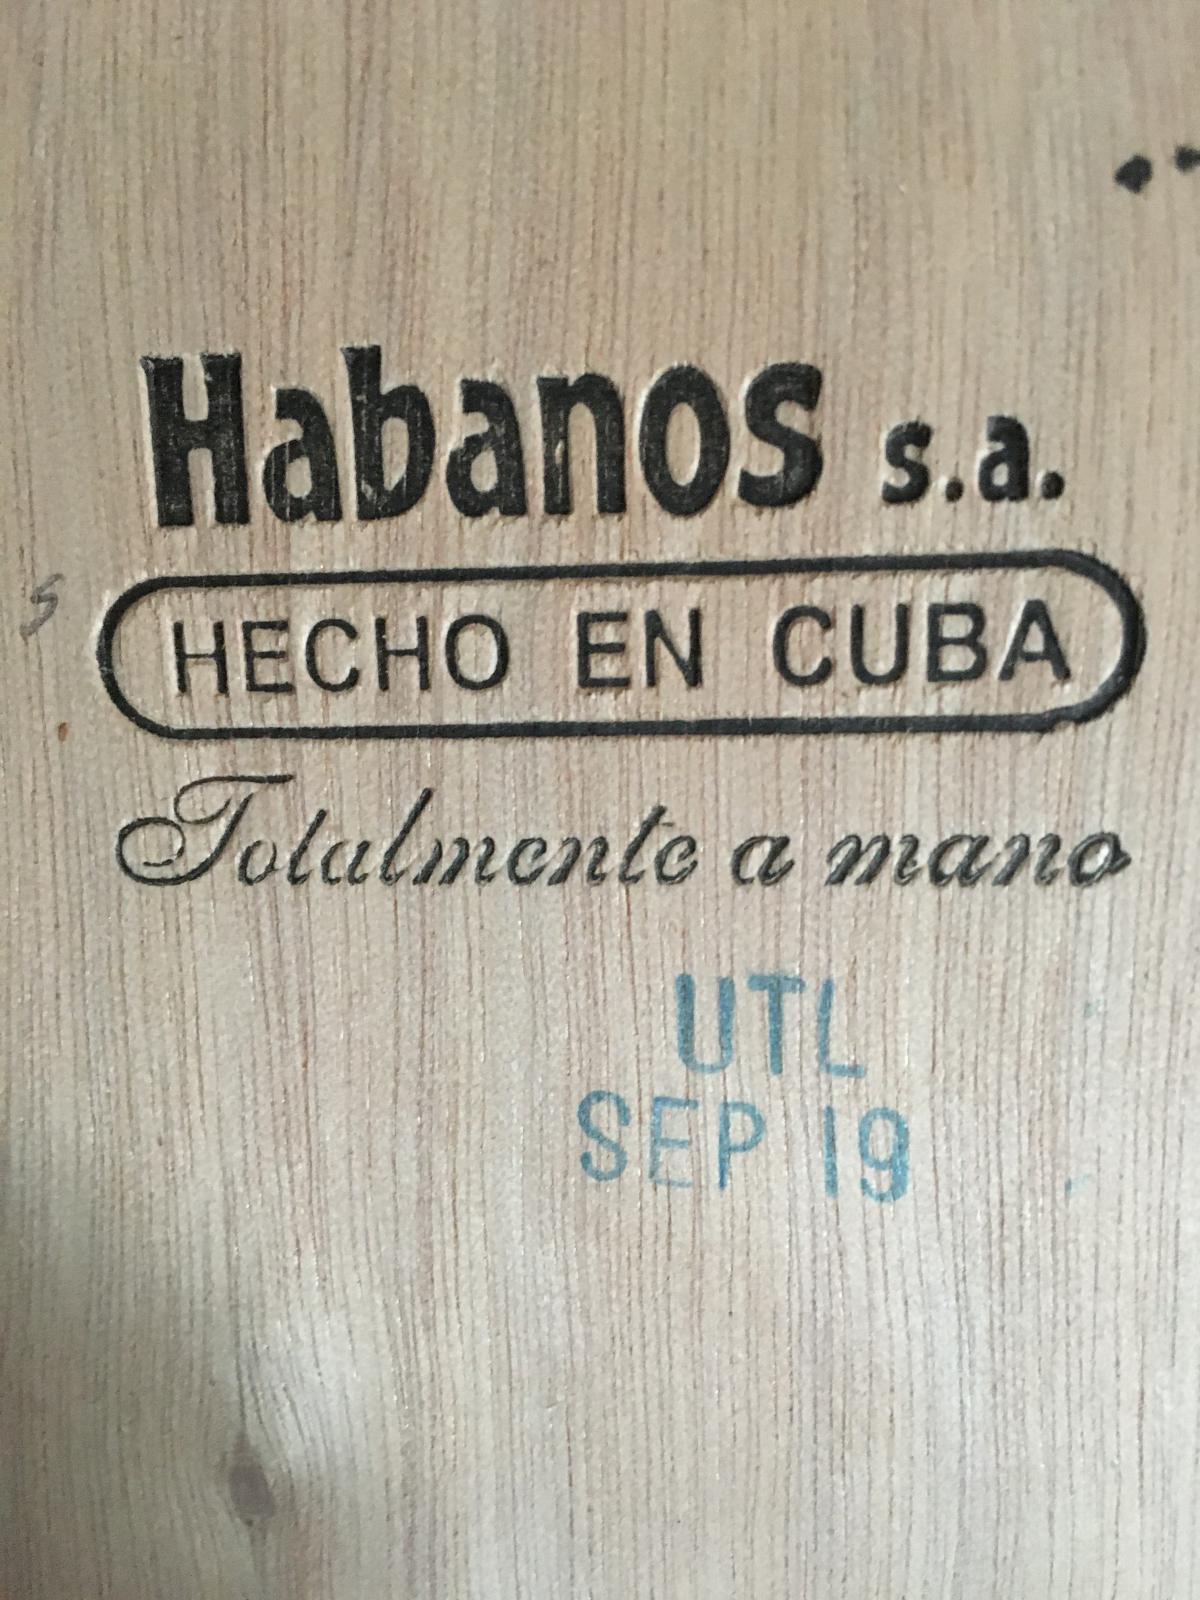 Habanos s.a.
HECHO EN CUBA
Totalmente a mano
UTL
SEP 19